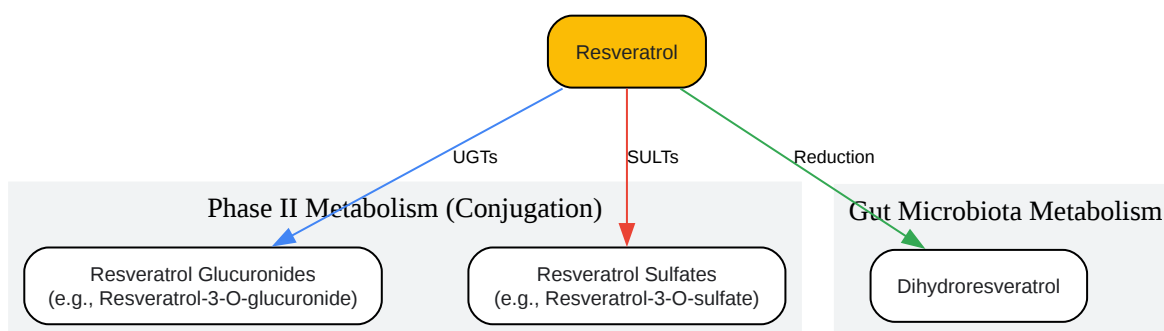 Resveratrol
UGTs
SULTs
Reduction
Phase II Metabolism (Conjugation)
Gut Microbiota Metabolism
Resveratrol Glucuronides
(e.g., Resveratrol-3-O-glucuronide)
Resveratrol Sulfates
(e.g., Resveratrol-3-O-sulfate)
Dihydroresveratrol